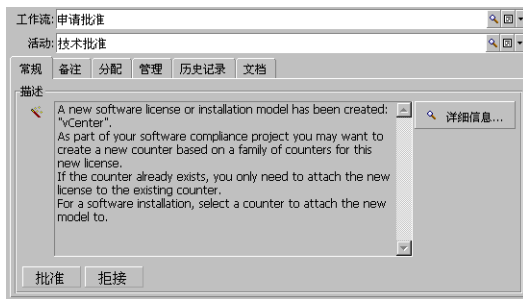 工作流: 申请批准
活动: 技术批准
常规 备注 分配 管理 历史记录 文档
描述
A new software license or installation model has been created:
"vCenter".
As part of your software compliance project you may want to
create a new counter based on a family of counters for this
new license.
If the counter already exists, you only need to attach the new
license to the existing counter.
For a software installation, select a counter to attach the new
model to.
详细信息...
批准 拒接